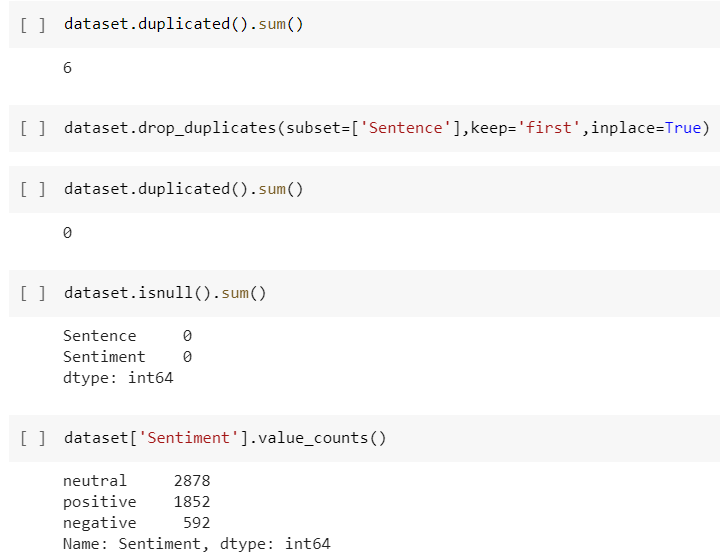 [ ] dataset.duplicated().sum()
6
[ ] dataset.drop_duplicates(subset=['Sentence'],keep='first',inplace=True)
[ ] dataset.duplicated().sum()
0
[ ] dataset.isnull().sum()
Sentence     0
Sentiment    0
dtype: int64
[ ] dataset['Sentiment'].value_counts()
neutral     2878
positive    1852
negative     592
Name: Sentiment, dtype: int64